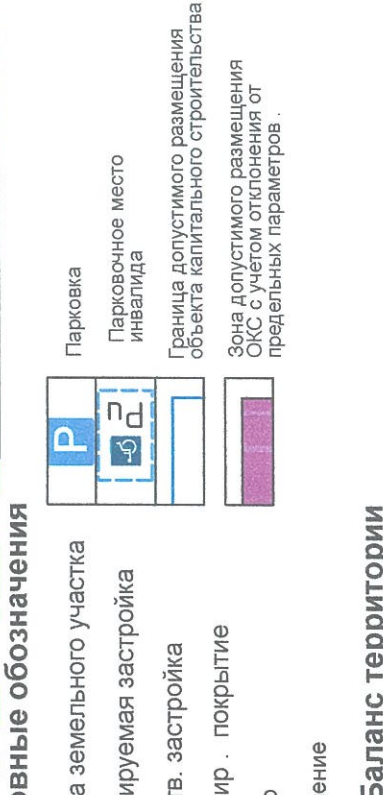 овные обозначения
а земельного участка
ируемая застройка
тв. застройка
ир . покрытие
о
ение
P
Парковка
Парковочное место
инвалида
Граница допустимого размещения
объекта капитального строительства
Зона допустимого размещения
ОКС с учетом отклонения от
предельных параметров .
Баланс территории